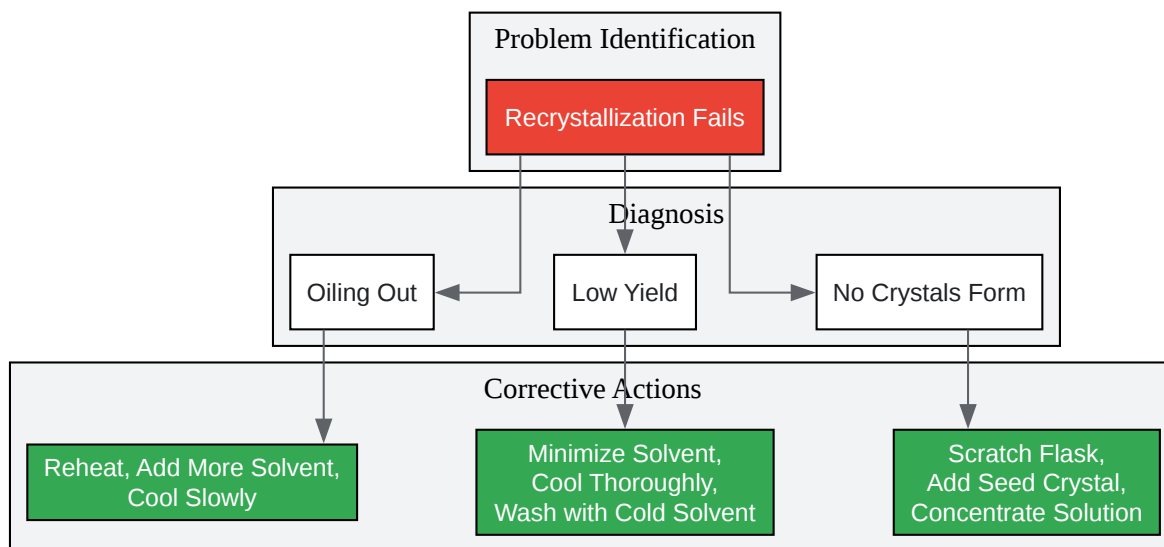 Problem Identification
Recrystallization Fails
Diagnosis
Oiling Out
Low Yield
No Crystals Form
Corrective Actions
Reheat, Add More Solvent,
Cool Slowly
Minimize Solvent,
Cool Thoroughly,
Wash with Cold Solvent
Scratch Flask,
Add Seed Crystal,
Concentrate Solution